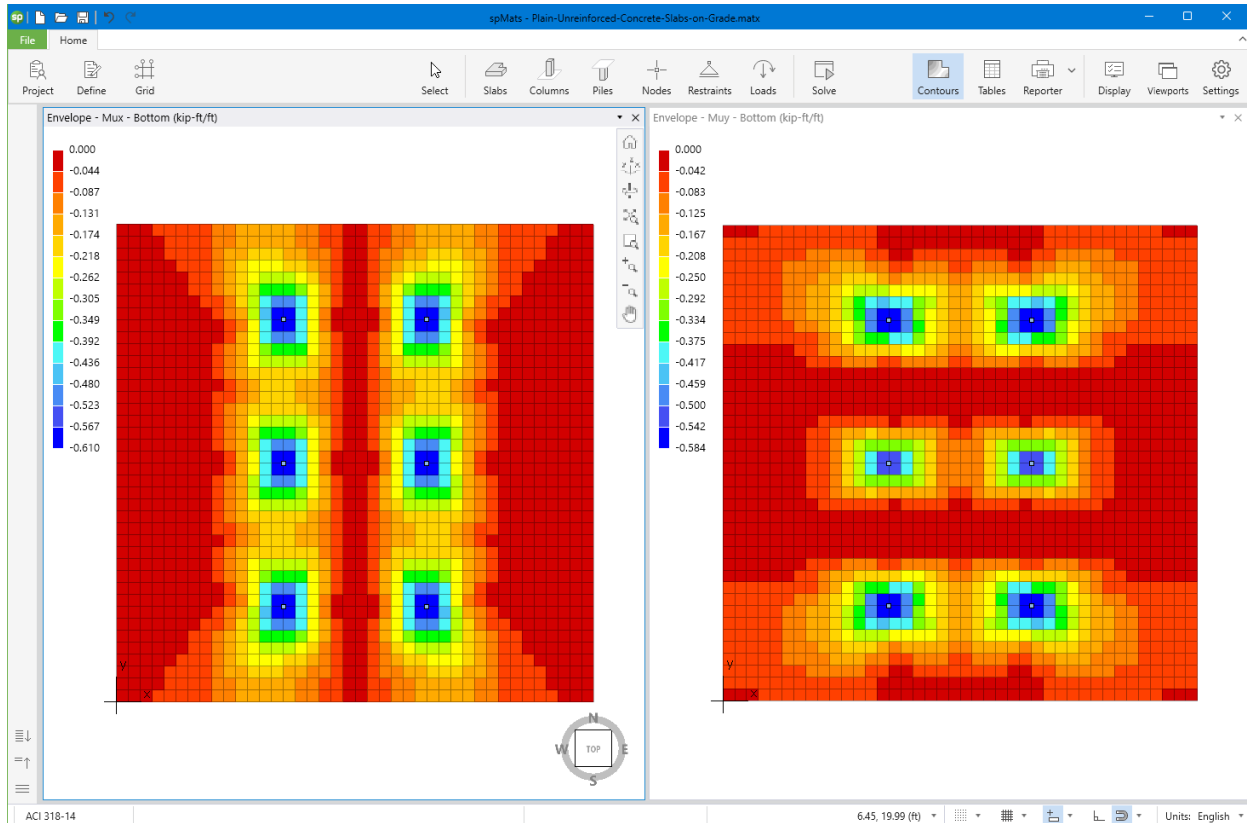 sp
spMats - Plain-Unreinforced-Concrete-Slabs-on-Grade.matx
File Home
Project Define Grid Select Slabs Columns Piles Nodes Restraints Loads Solve Contours Tables Reporter Display Viewports Settings
Envelope - Mux - Bottom (kip-ft/ft)
0.000
-0.044
-0.087
-0.131
-0.174
-0.218
-0.262
-0.305
-0.349
-0.392
-0.436
-0.480
-0.523
-0.567
-0.610
y
x
N
W TOP E
S
Envelope - Muy - Bottom (kip-ft/ft)
0.000
-0.042
-0.083
-0.125
-0.167
-0.208
-0.250
-0.292
-0.334
-0.375
-0.417
-0.459
-0.500
-0.542
-0.584
y
x
ACI 318-14 6.45, 19.99 (ft) Units: English